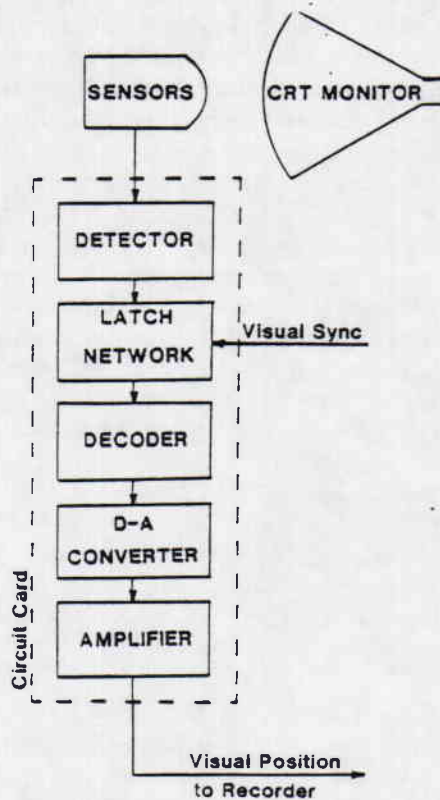 SENSORS
CRT MONITOR
DETECTOR
LATCH
NETWORK
Visual Sync
DECODER
D-A
CONVERTER
AMPLIFIER
Circuit Card
Visual Position
to Recorder